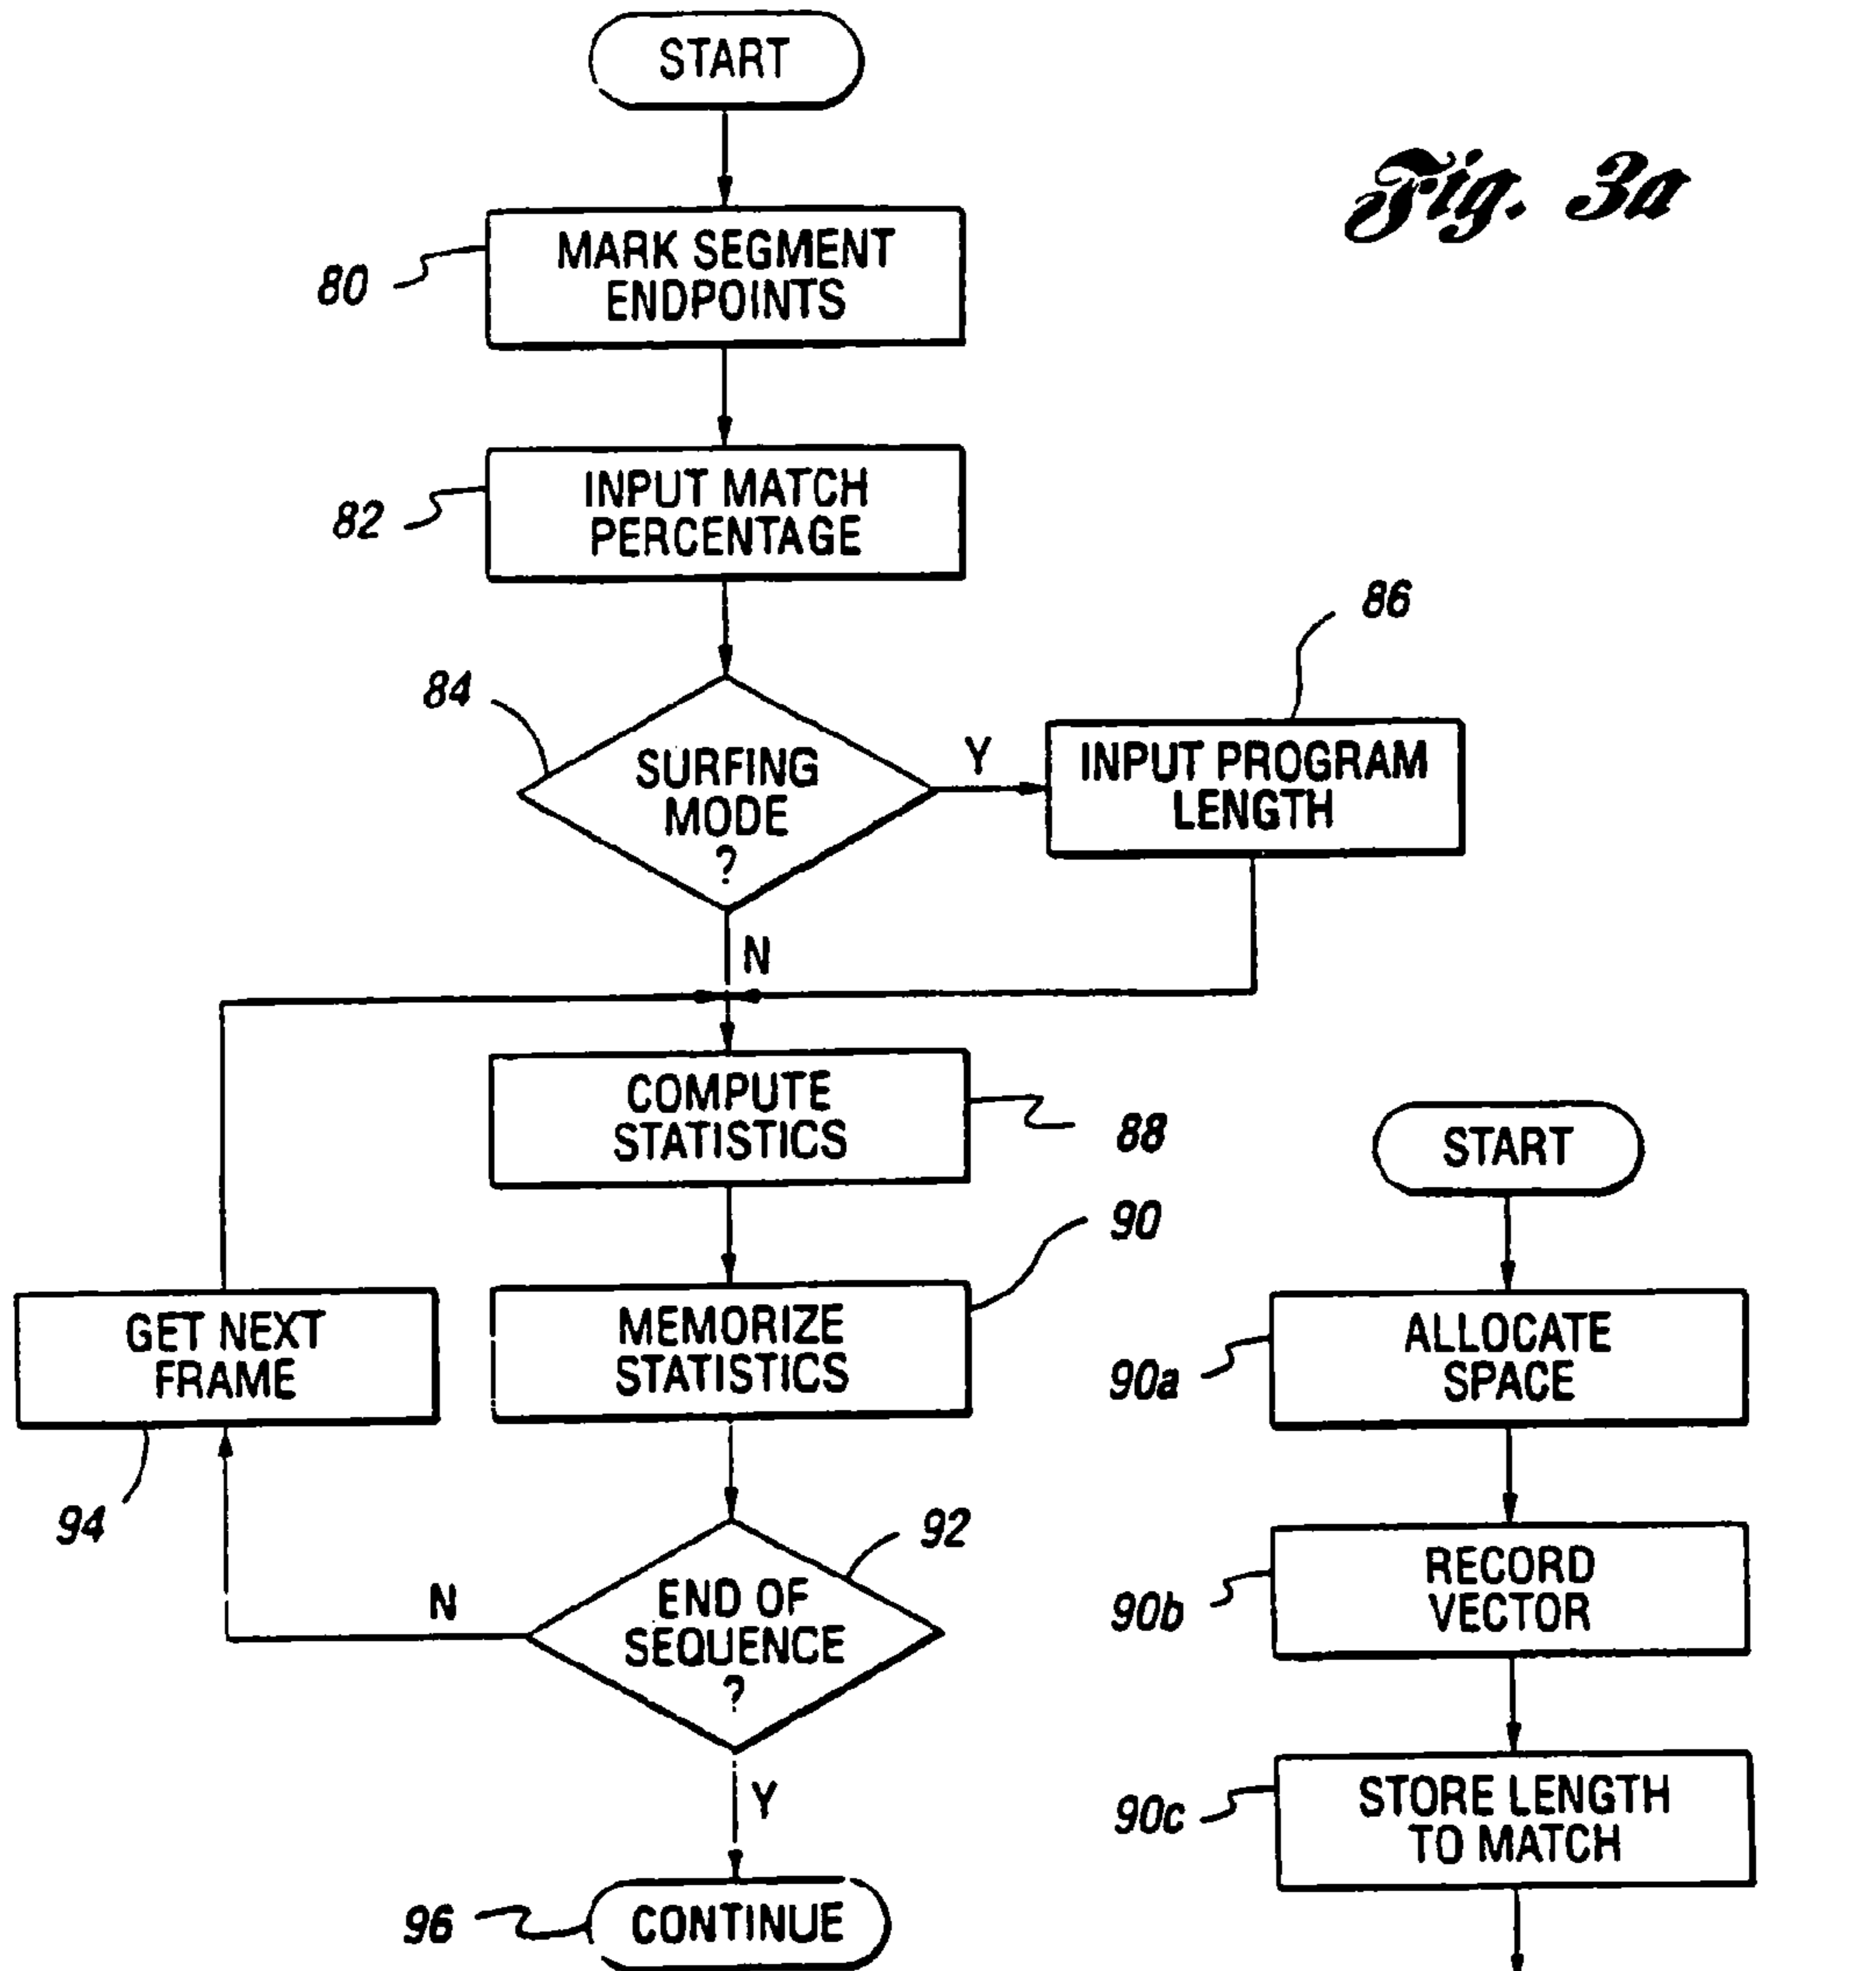 START
Fig. 3a
MARK SEGMENT
ENDPOINTS
80
INPUT MATCH
PERCENTAGE
82
86
84
SURFING
MODE
?
Y
INPUT PROGRAM
LENGTH
N
COMPUTE
STATISTICS
88
90
GET NEXT
FRAME
94
MEMORIZE
STATISTICS
92
N
END OF
SEQUENCE
?
Y
96
CONTINUE
START
ALLOCATE
SPACE
90a
RECORD
VECTOR
90b
STORE LENGTH
TO MATCH
90c